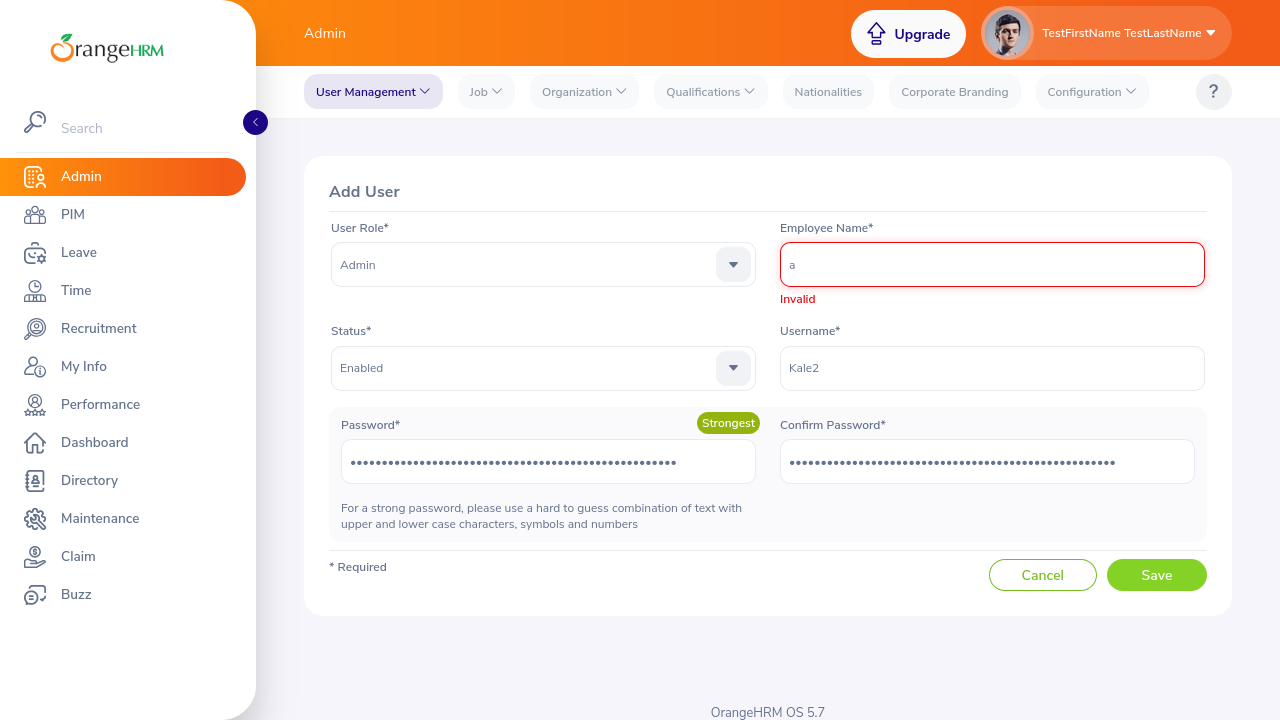 OrangeHRM
Admin
Upgrade
TestFirstName TestLastName
User Management
Job
Organization
Qualifications
Nationalities
Corporate Branding
Configuration
?
Search
Admin
PIM
Leave
Time
Recruitment
My Info
Performance
Dashboard
Directory
Maintenance
Claim
Buzz
Add User
User Role*
Employee Name*
Admin
a
Invalid
Status*
Username*
Enabled
Kale2
Password*
Strongest
Confirm Password*
For a strong password, please use a hard to guess combination of text with
upper and lower case characters, symbols and numbers
* Required
Cancel
Save
OrangeHRM OS 5.7